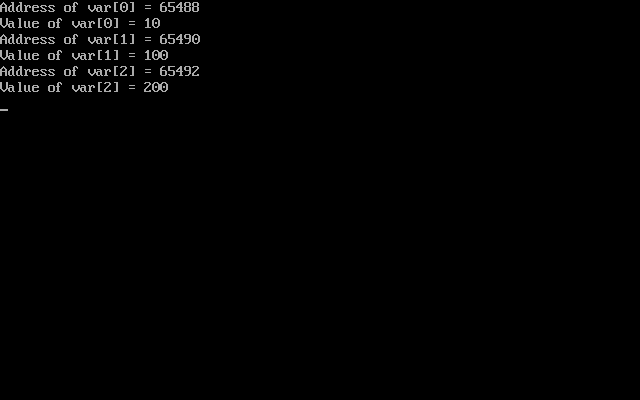 Address of var[0] = 65488
Value of var[0] = 10
Address of var[1] = 65490
Value of var[1] = 100
Address of var[2] = 65492
Value of var[2] = 200